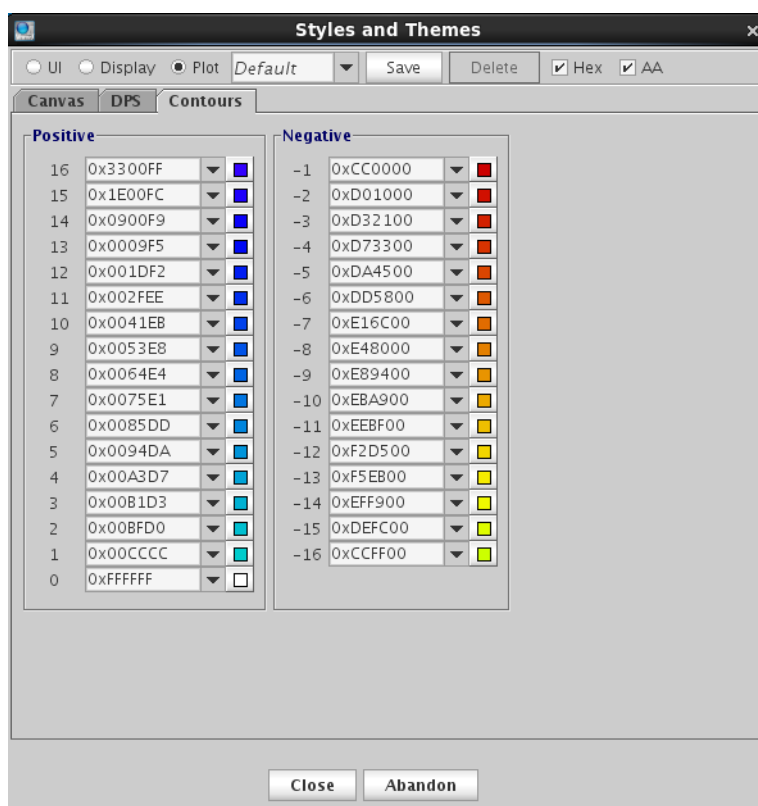 Styles and Themes
UI Display Plot Default Save Delete Hex AA
Canvas DPS Contours
Positive
16 0x3300FF
15 0x1E00FC
14 0x0900F9
13 0x0009F5
12 0x001DF2
11 0x002FEE
10 0x0041EB
9 0x0053E8
8 0x0064E4
7 0x0075E1
6 0x0085DD
5 0x0094DA
4 0x00A3D7
3 0x00B1D3
2 0x00BFD0
1 0x00CCCC
0 0xFFFFFF
Negative
-1 0xCC0000
-2 0xD01000
-3 0xD32100
-4 0xD73300
-5 0xDA4500
-6 0xDD5800
-7 0xE16C00
-8 0xE48000
-9 0xE89400
-10 0xEBA900
-11 0xEEBF00
-12 0xF2D500
-13 0xF5EB00
-14 0xEFF900
-15 0xDEFC00
-16 0xCCFF00
Close Abandon